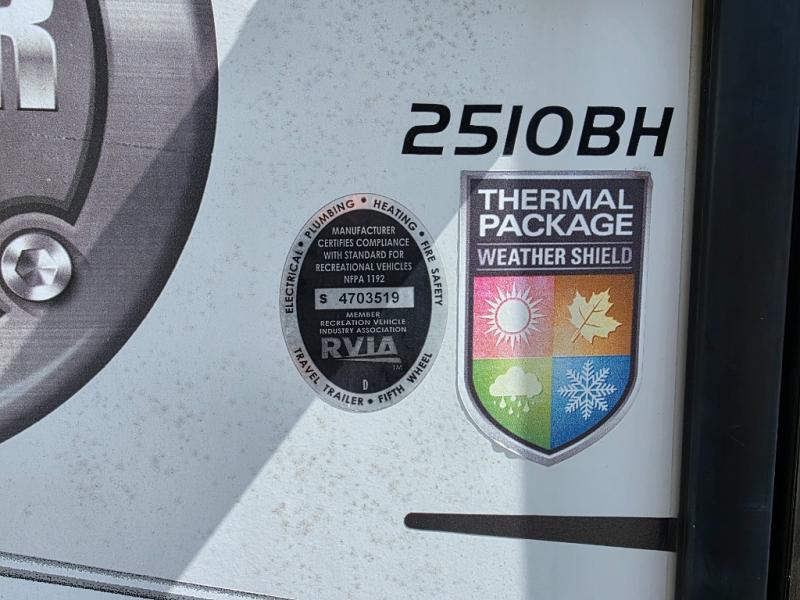 R
2510BH
THERMAL
PACKAGE
WEATHER SHIELD
ELECTRICAL • PLUMBING • HEATING • FIRE SAFETY
MANUFACTURER
CERTIFIES COMPLIANCE
WITH STANDARD FOR
RECREATIONAL VEHICLES
NFPA 1192
S 4703519
MEMBER
RECREATION VEHICLE
INDUSTRY ASSOCIATION
RVIA
TM
D
TRAVEL TRAILER • FIFTH WHEEL